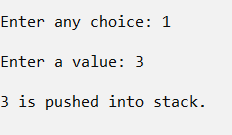 Enter any choice: 1
Enter a value: 3
3 is pushed into stack.